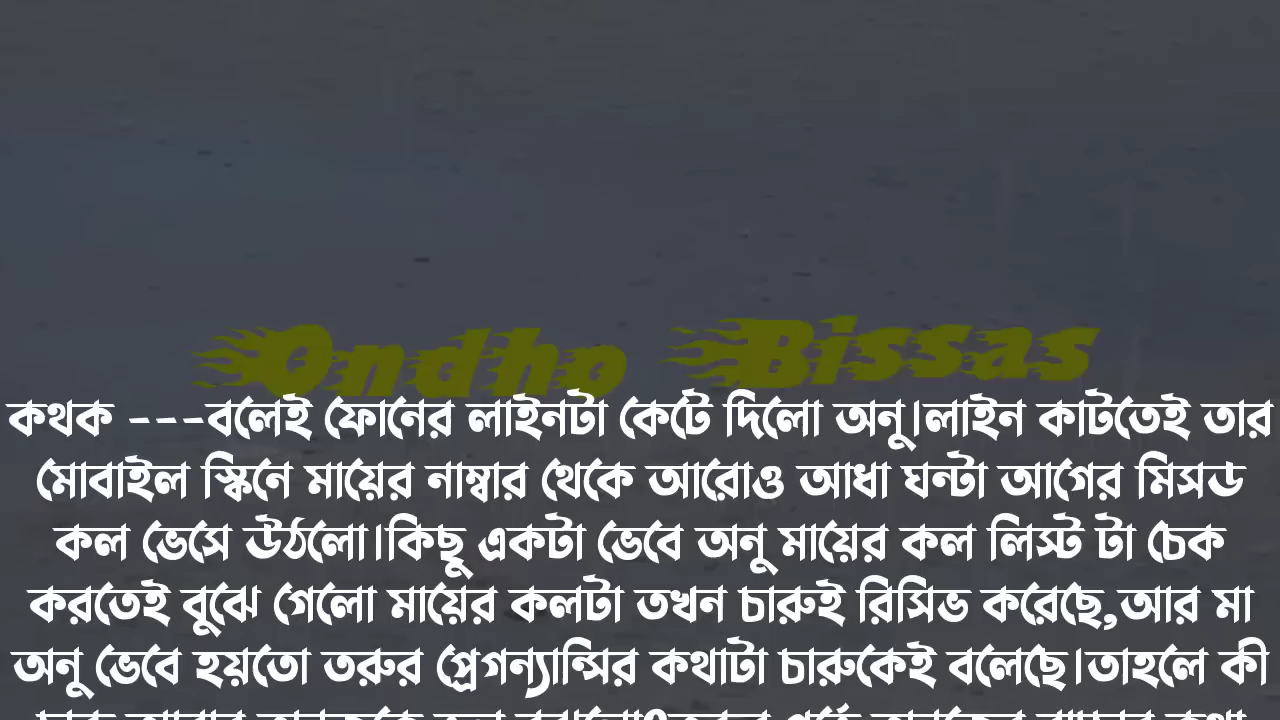 Ondho Bissas
কথক ---বলেই ফোনের লাইনটা কেটে দিলো অনু।লাইন কাটতেই তার
মোবাইল স্কিনে মায়ের নাম্বার থেকে আরোও আধা ঘন্টা আগের মিসড
কল ভেসে উঠলো।কিছু একটা ভেবে অনু মায়ের কল লিস্ট টা চেক
করতেই বুঝে গেলো মায়ের কলটা তখন চারুই রিসিভ করেছে,আর মা
অনু ভেবে হয়তো তরুর প্রেগন্যান্সির কথাটা চারুকেই বলেছে।তাহলে কী